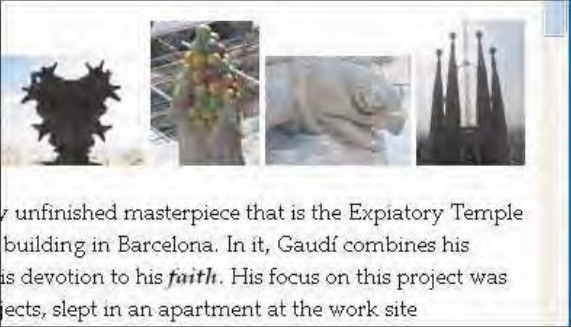 unfinished masterpiece that is the Expiatory Temple
building in Barcelona. In it, Gaudí combines his
is devotion to his faith. His focus on this project was
jects, slept in an apartment at the work site